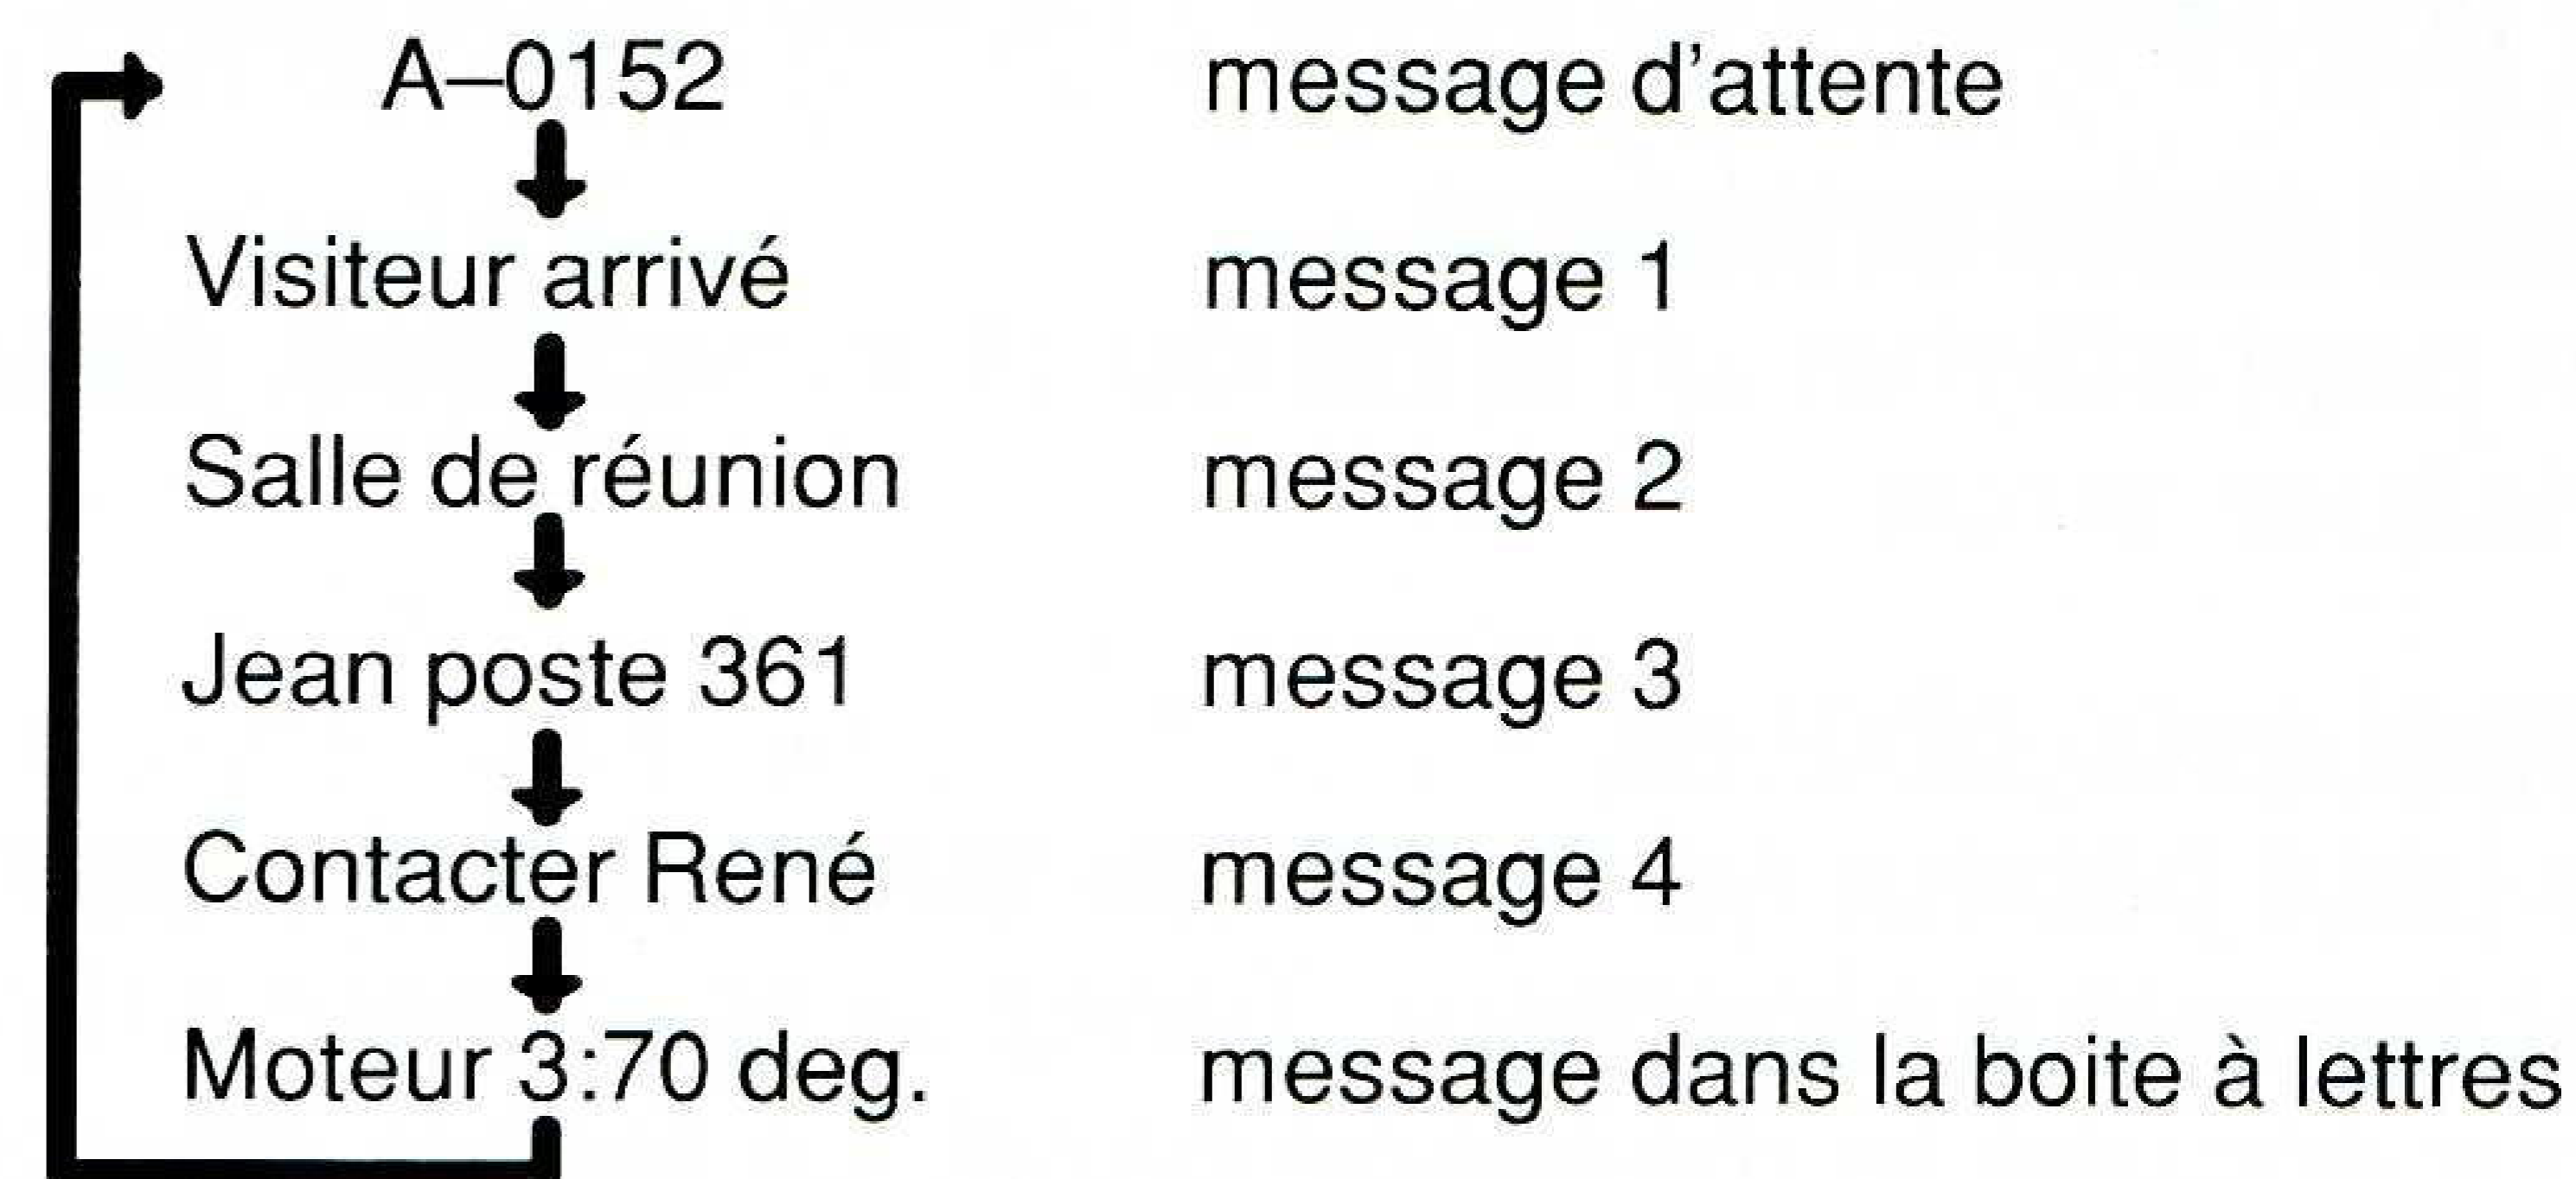 A–0152 message d'attente
Visiteur arrivé message 1
Salle de réunion message 2
Jean poste 361 message 3
Contacter René message 4
Moteur 3:70 deg. message dans la boite à lettres